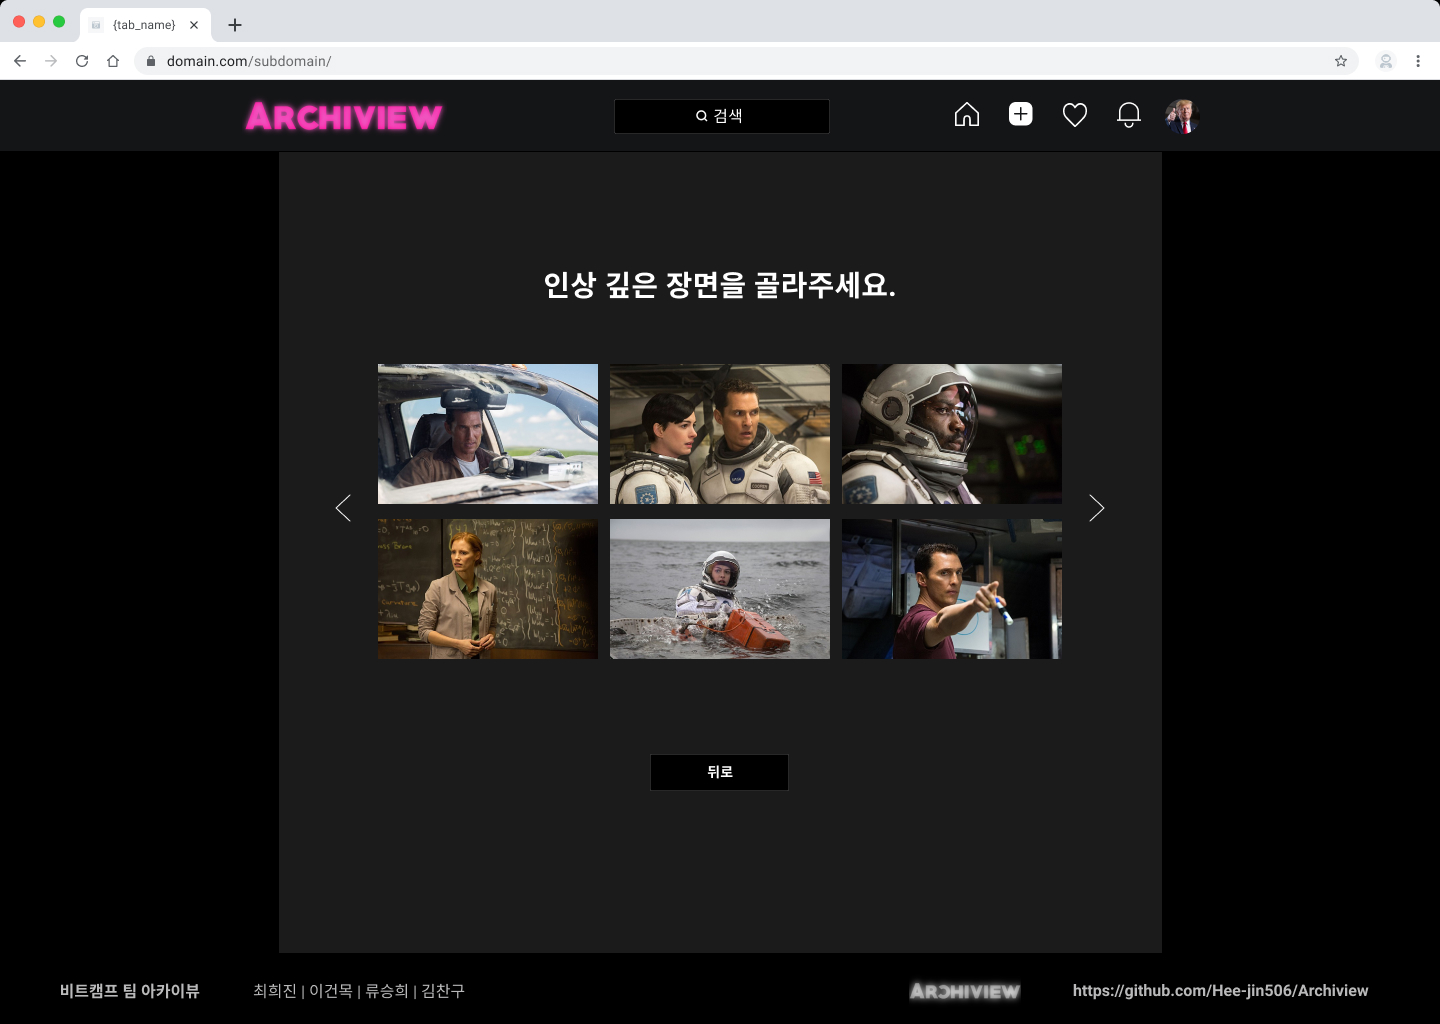 {tab_name}
domain.com/subdomain/
ARCHIVIEW
검색
인상 깊은 장면을 골라주세요.
COOPER
뒤로
비트캠프 팀 아카이뷰
최희진 | 이건목 | 류승희 | 김찬구
ARCHIVIEW
https://github.com/Hee-jin506/Archiview